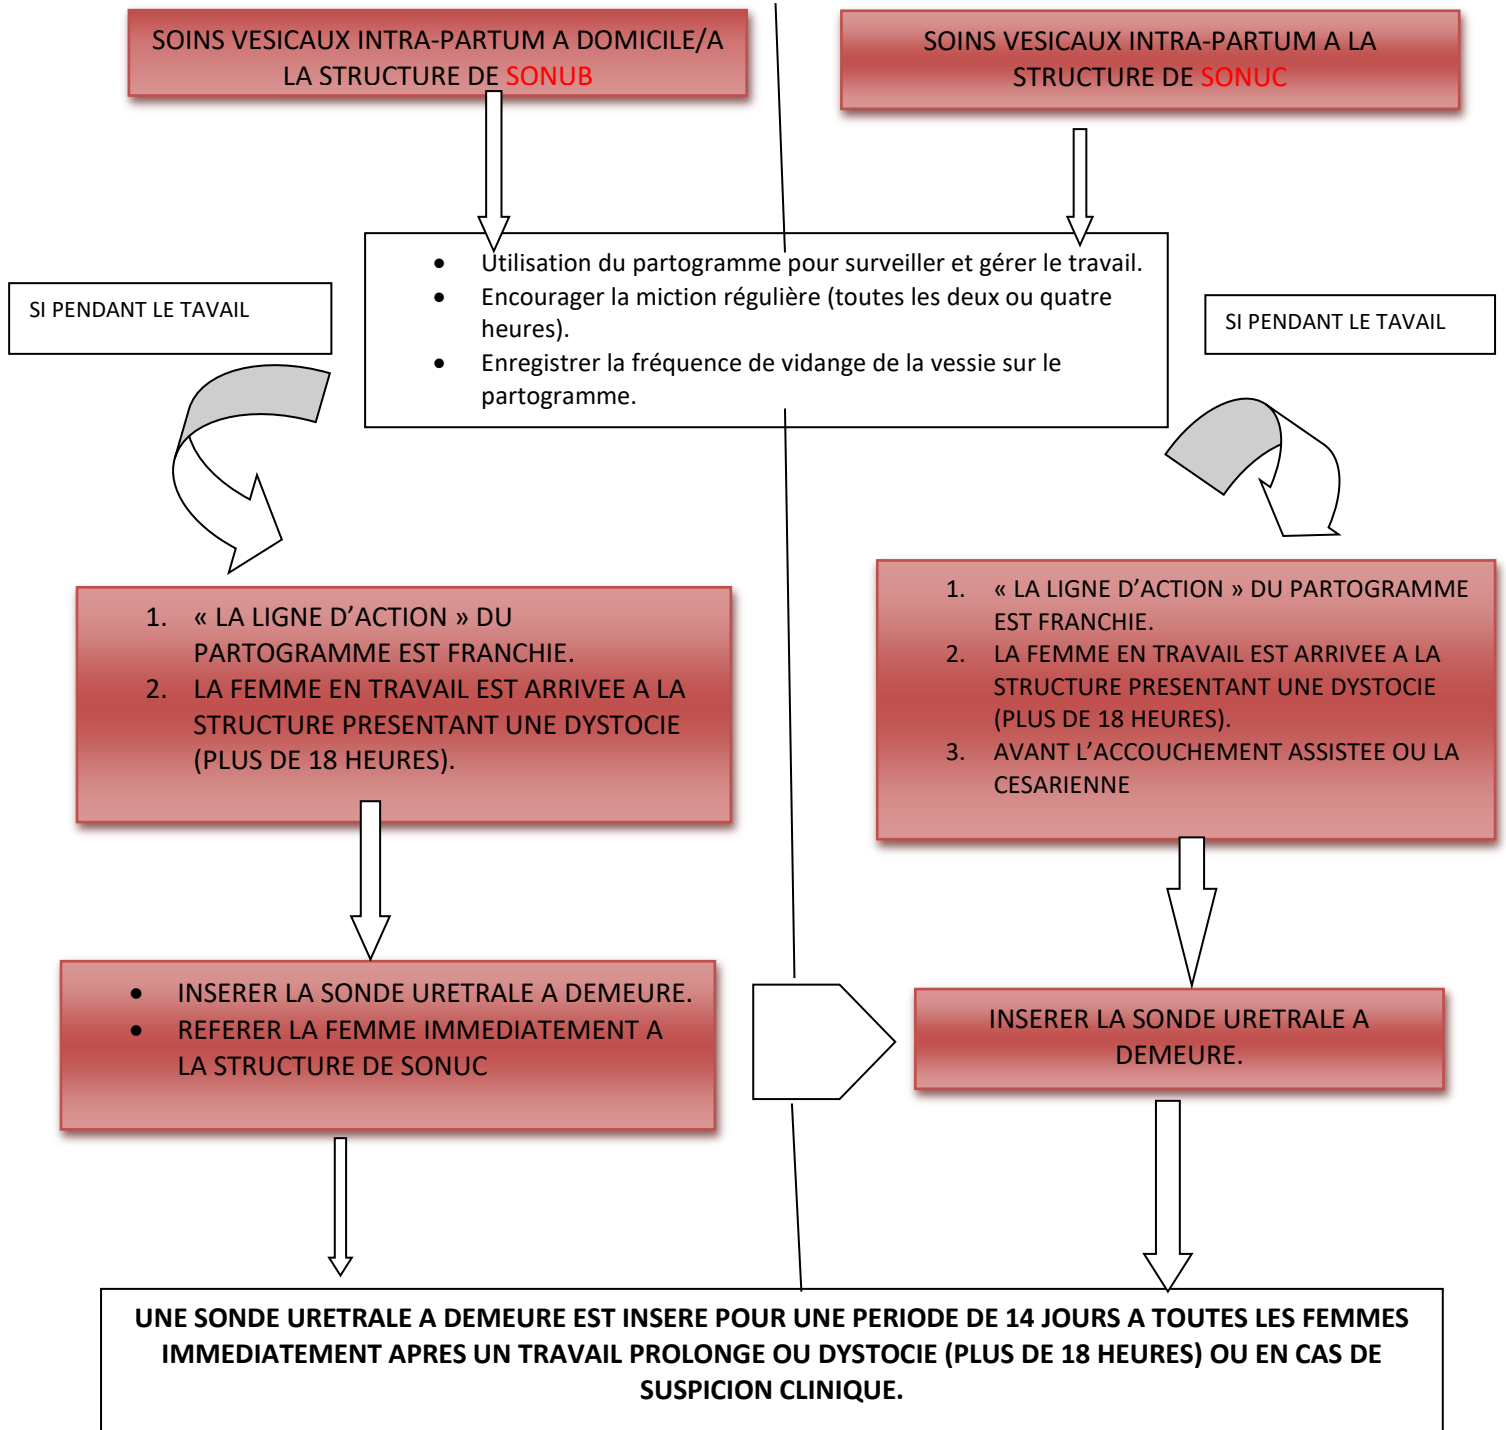 SOINS VESICAUX INTRA-PARTUM A DOMICILE/A
LA STRUCTURE DE SONUB
SOINS VESICAUX INTRA-PARTUM A LA
STRUCTURE DE SONUC
• Utilisation du partogramme pour surveiller et gérer le travail.
• Encourager la miction régulière (toutes les deux ou quatre
heures).
• Enregistrer la fréquence de vidange de la vessie sur le
partogramme.
SI PENDANT LE TAVAIL
SI PENDANT LE TAVAIL
1. « LA LIGNE D’ACTION » DU
PARTOGRAMME EST FRANCHIE.
2. LA FEMME EN TRAVAIL EST ARRIVEE A LA
STRUCTURE PRESENTANT UNE DYSTOCIE
(PLUS DE 18 HEURES).
1. « LA LIGNE D’ACTION » DU PARTOGRAMME
EST FRANCHIE.
2. LA FEMME EN TRAVAIL EST ARRIVEE A LA
STRUCTURE PRESENTANT UNE DYSTOCIE
(PLUS DE 18 HEURES).
3. AVANT L’ACCOUCHEMENT ASSISTEE OU LA
CESARIENNE
• INSERER LA SONDE URETRALE A DEMEURE.
• REFERER LA FEMME IMMEDIATEMENT A
LA STRUCTURE DE SONUC
INSERER LA SONDE URETRALE A
DEMEURE.
UNE SONDE URETRALE A DEMEURE EST INSERE POUR UNE PERIODE DE 14 JOURS A TOUTES LES FEMMES
IMMEDIATEMENT APRES UN TRAVAIL PROLONGE OU DYSTOCIE (PLUS DE 18 HEURES) OU EN CAS DE
SUSPICION CLINIQUE.